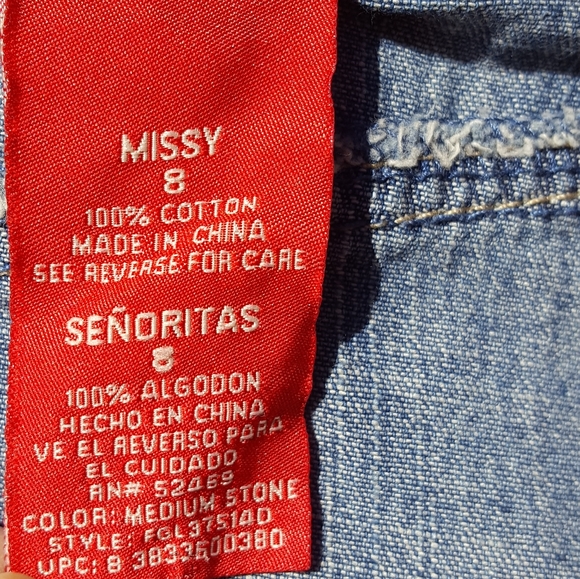 MISSY
8
100% COTTON
MADE IN CHINA
SEE REVERSE FOR CARE
SEÑORITAS
8
100% ALGODON
HECHO EN CHINA
VE EL REVERSO PARA
EL CUIDADO
RN# 52469
COLOR: MEDIUM STONE
STYLE: FGL37514D
UPC: 8 3833500380